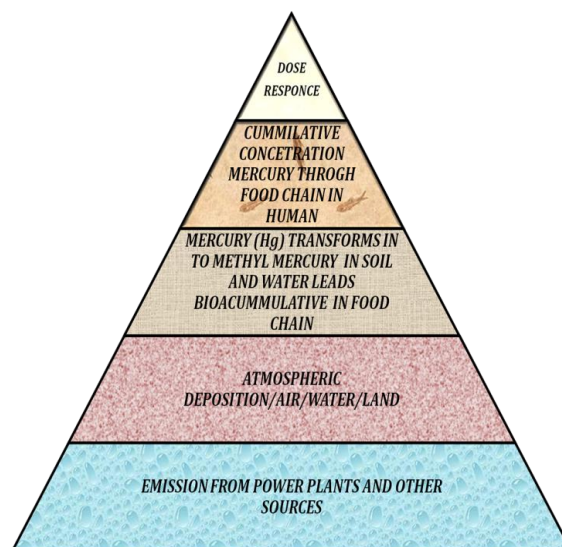 DOSE
RESPONCE
CUMMILATIVE
CONCETRATION
MERCURY THROGH
FOOD CHAIN IN
HUMAN
MERCURY (Hg) TRANSFORMS IN
TO METHYL MERCURY IN SOIL
AND WATER LEADS
BIOACUMMULATIVE IN FOOD
CHAIN
ATMOSPHERIC
DEPOSITION/AIR/WATER/LAND
EMISSION FROM POWER PLANTS AND OTHER
SOURCES